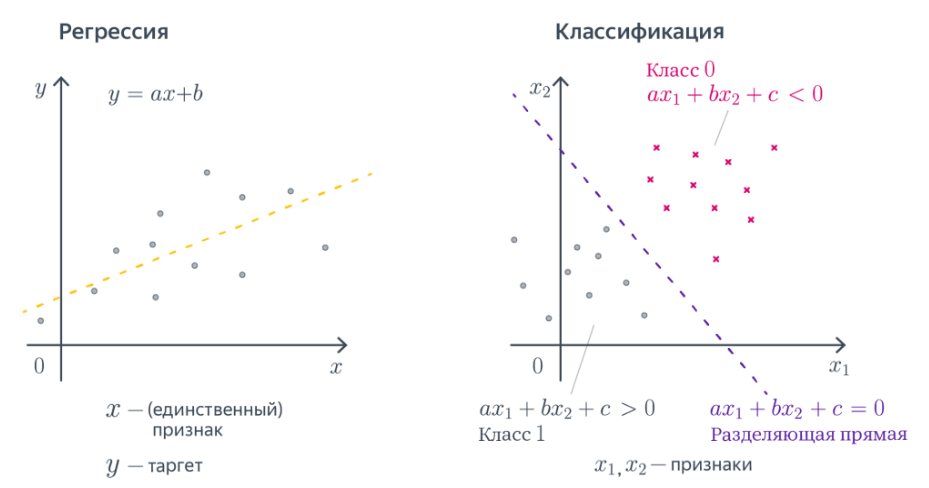 Регрессия
y
y = ax+b
0
x
x — (единственный)
признак
y — таргет
Классификация
Класс 0
ax₁ + bx₂ + c < 0
x₂
0
x₁
ax₁ + bx₂ + c > 0
Класс 1
ax₁ + bx₂ + c = 0
Разделяющая прямая
x₁, x₂ — признаки